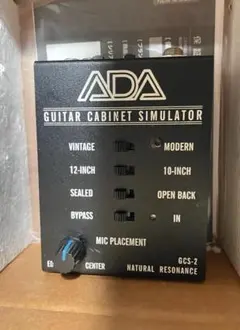 ADA
GUITAR CABINET SIMULATOR
VINTAGE MODERN
12-INCH 10-INCH
SEALED OPEN BACK
BYPASS IN
MIC PLACEMENT
CENTER NATURAL RESONANCE
GCS-2